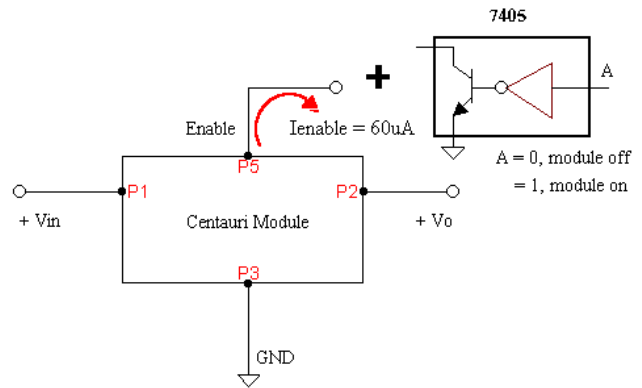 7405
A
Enable
Ienable = 60uA
A = 0, module off
= 1, module on
P5
P1
P2
+ Vin
Centauri Module
+ Vo
P3
GND